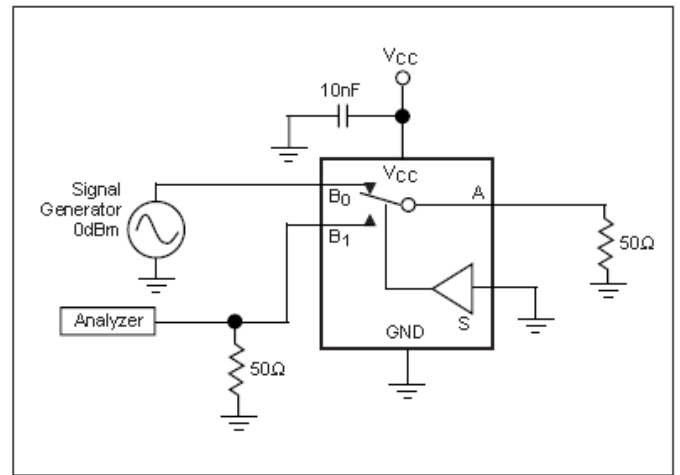 VCC
10nF
VCC
Signal
Generator
0dBm
B0
A
B1
50Ω
Analyzer
S
GND
50Ω